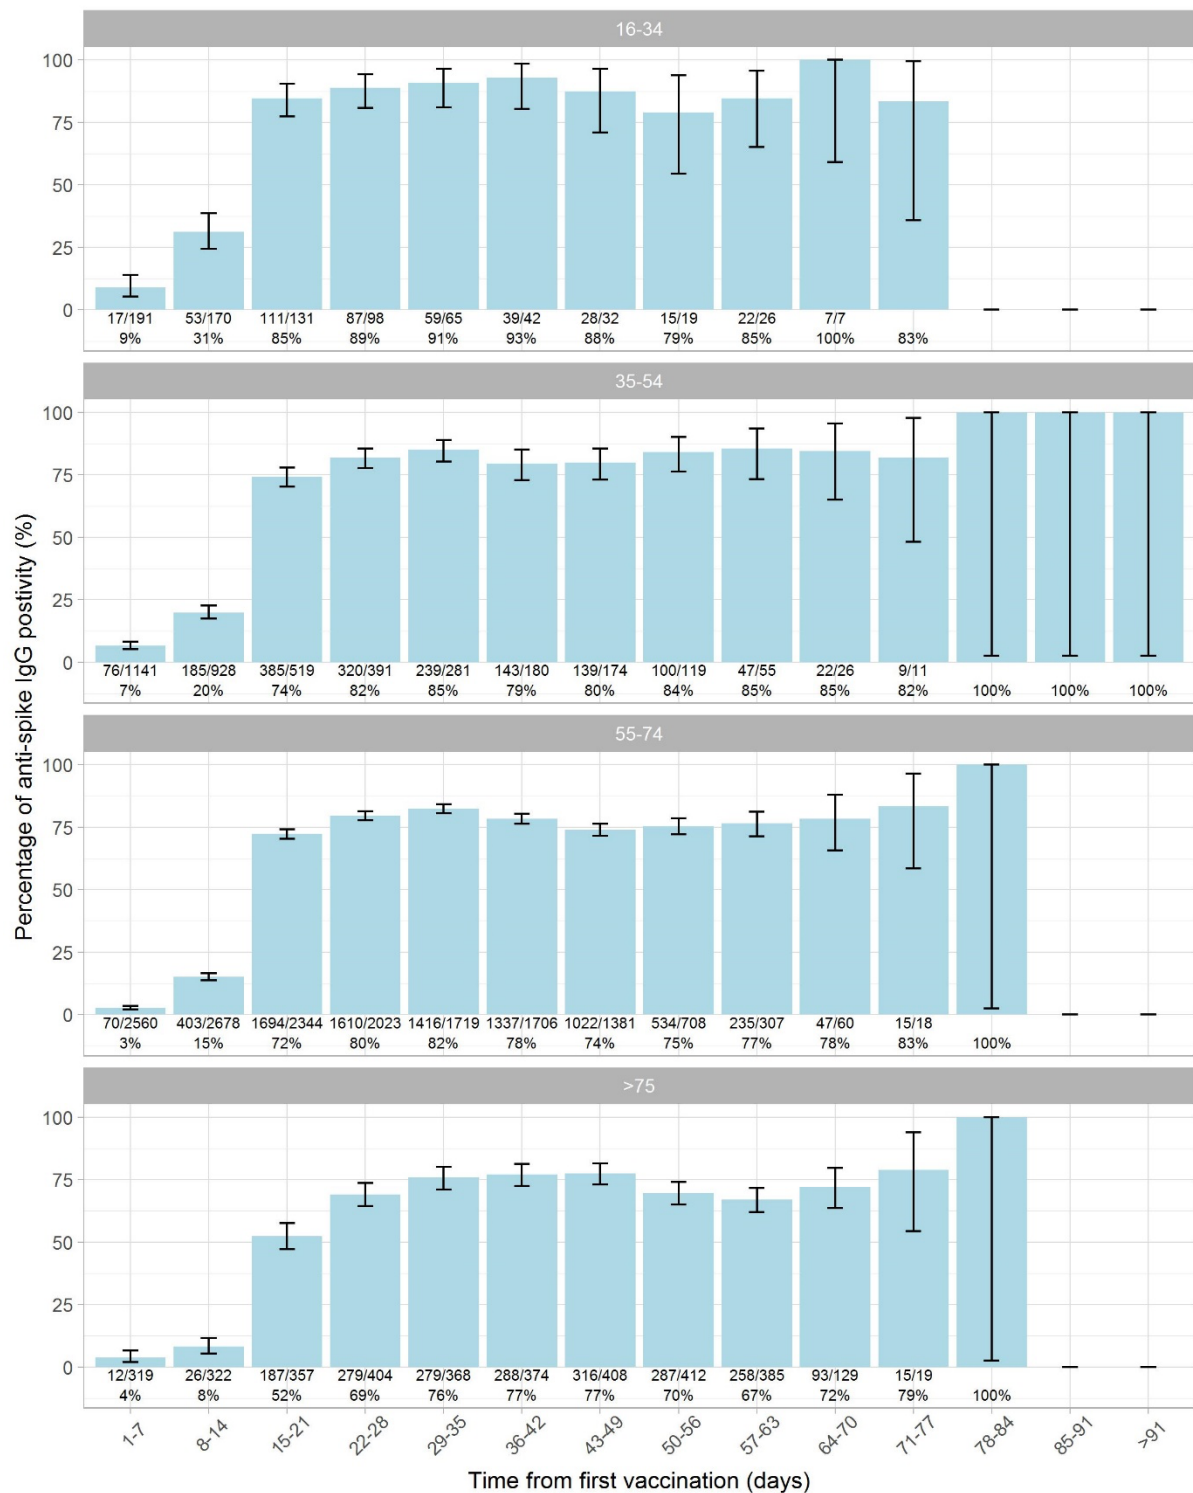 16-34
100
75
50
25
0
17/191 53/170 111/131 87/98 59/65 39/42 28/32 15/19 22/26 7/7
9% 31% 85% 89% 91% 93% 88% 79% 85% 100% 83%
35-54
100
75
50
25
0
76/1141 185/928 385/519 320/391 239/281 143/180 139/174 100/119 47/55 22/26 9/11
7% 20% 74% 82% 85% 79% 80% 84% 85% 85% 82% 100% 100% 100%
Percentage of anti-spike IgG postivity (%)
55-74
100
75
50
25
0
70/2560 403/2678 1694/2344 1610/2023 1416/1719 1337/1706 1022/1381 534/708 235/307 47/60 15/18
3% 15% 72% 80% 82% 78% 74% 75% 77% 78% 83% 100%
>75
100
75
50
25
0
12/319 26/322 187/357 279/404 279/368 288/374 316/408 287/412 258/385 93/129 15/19
4% 8% 52% 69% 76% 77% 77% 70% 67% 72% 79% 100%
1-7 8-14 15-21 22-28 29-35 36-42 43-49 50-56 57-63 64-70 71-77 78-84 85-91 >91
Time from first vaccination (days)